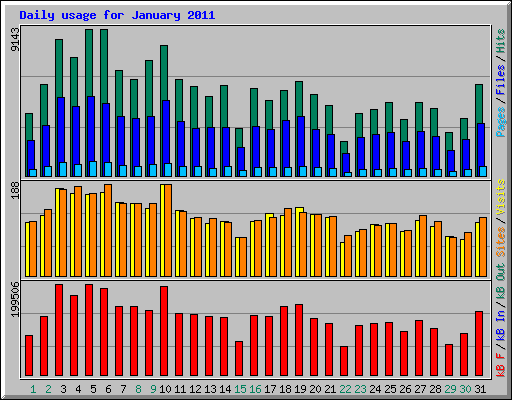 Daily usage for January 2011
9143
Pages / Files / Hits
188
Sites / Visits
199506
kB F / kB In / kB Out
1 2 3 4 5 6 7 8 9 10 11 12 13 14 15 16 17 18 19 20 21 22 23 24 25 26 27 28 29 30 31